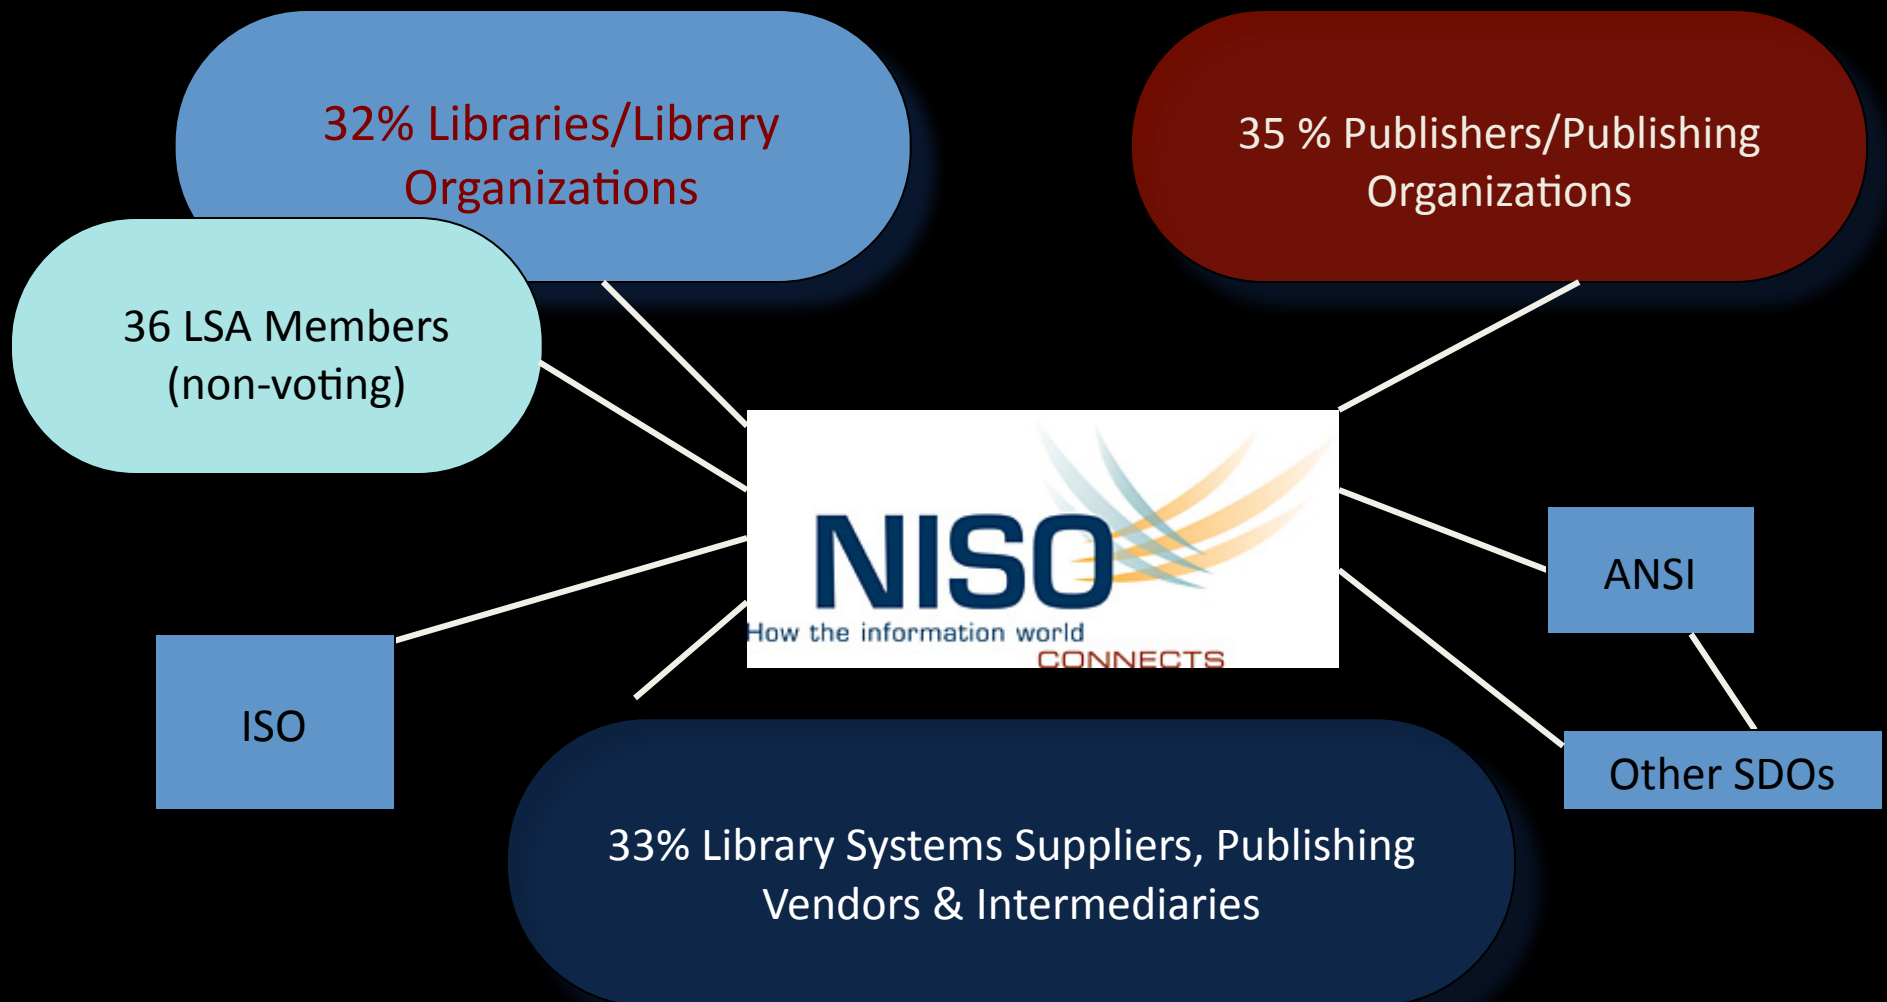 32% Libraries/Library
Organizations
35 % Publishers/Publishing
Organizations
36 LSA Members
(non-voting)
NISO
How the information world
CONNECTS
ANSI
ISO
Other SDOs
33% Library Systems Suppliers, Publishing
Vendors & Intermediaries